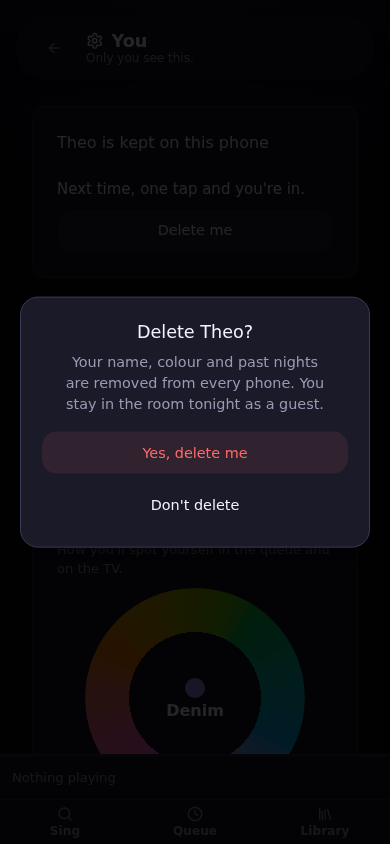 You
Only you see this.
Theo is kept on this phone
Next time, one tap and you're in.
Delete me
Delete Theo?
Your name, colour and past nights
are removed from every phone. You
stay in the room tonight as a guest.
Yes, delete me
Don't delete
How you'll spot yourself in the queue and
on the TV.
Denim
Nothing playing
Sing
Queue
Library